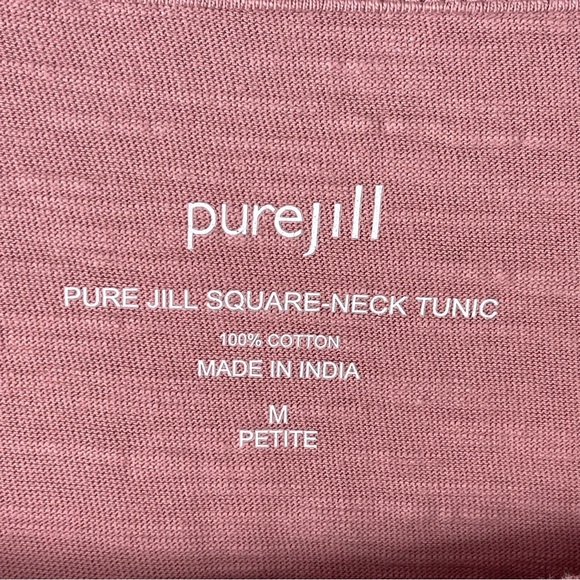 purejill
PURE JILL SQUARE-NECK TUNIC
100% COTTON
MADE IN INDIA
M
PETITE